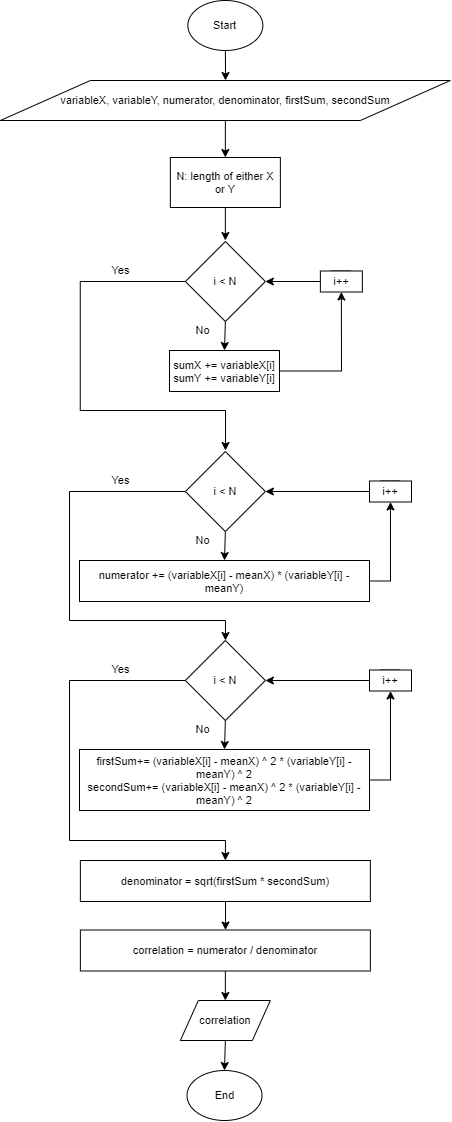 Start
variableX, variableY, numerator, denominator, firstSum, secondSum
N: length of either X
or Y
Yes
i < N
i++
No
sumX += variableX[i]
sumY += variableY[i]
Yes
i < N
i++
No
numerator += (variableX[i] - meanX) * (variableY[i] -
meanY)
Yes
i < N
i++
No
firstSum+= (variableX[i] - meanX) ^ 2 * (variableY[i] -
meanY) ^ 2
secondSum+= (variableX[i] - meanX) ^ 2 * (variableY[i] -
meanY) ^ 2
denominator = sqrt(firstSum * secondSum)
correlation = numerator / denominator
correlation
End